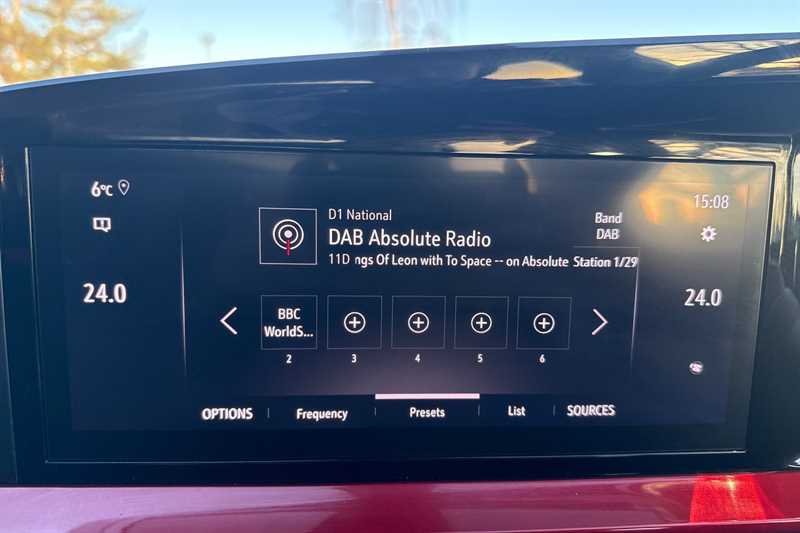 6°C
15:08
D1 National
DAB Absolute Radio
11D ngs Of Leon with To Space -- on Absolute
Band
DAB
Station 1/29
24.0
24.0
BBC
WorldS...
2
3
4
5
6
OPTIONS
Frequency
Presets
List
SOURCES